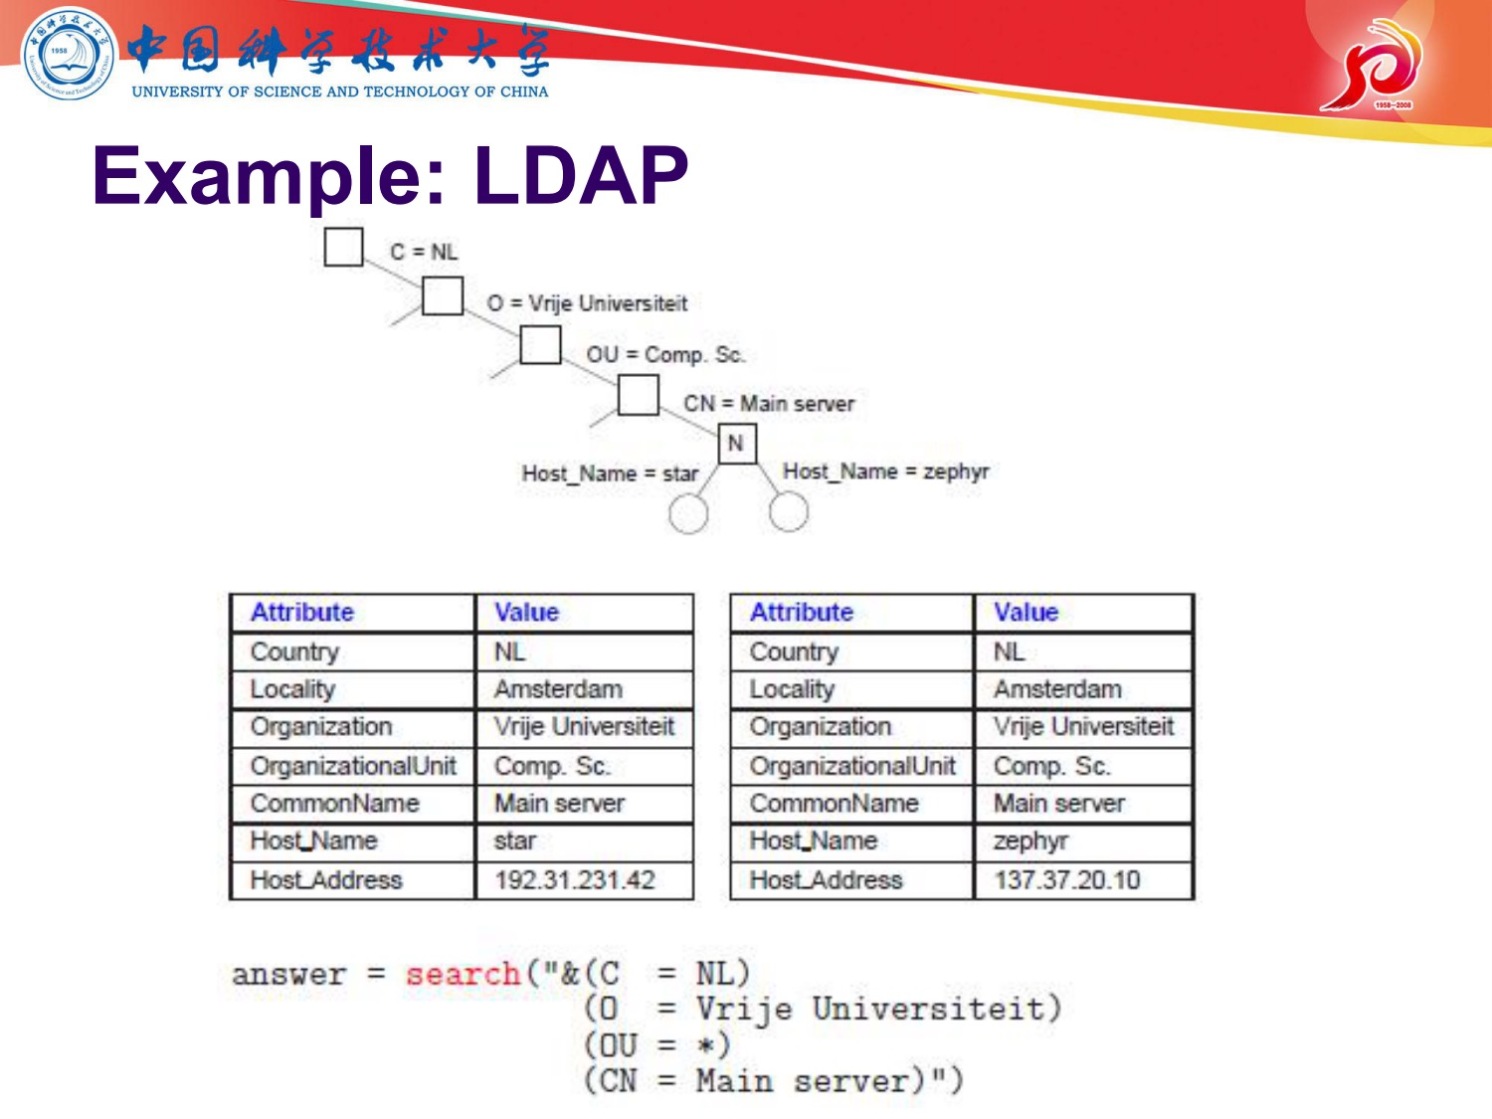 中国科学技术大学
1958
UNIVERSITY OF SCIENCE AND TECHNOLOGY OF CHINA
1958-2008
Example: LDAP
C = NL
O = Vrije Universiteit
OU = Comp. Sc.
CN = Main server
N
Host_Name = star Host_Name = zephyr
Attribute Value Attribute Value
Country NL Country NL
Locality Amsterdam Locality Amsterdam
Organization Vrije Universiteit Organization Vrije Universiteit
OrganizationalUnit Comp. Sc. OrganizationalUnit Comp. Sc.
CommonName Main server CommonName Main server
Host_Name star Host_Name zephyr
Host_Address 192.31.231.42 Host_Address 137.37.20.10
answer = search("&(C = NL)
(O = Vrije Universiteit)
(OU = *)
(CN = Main server)")